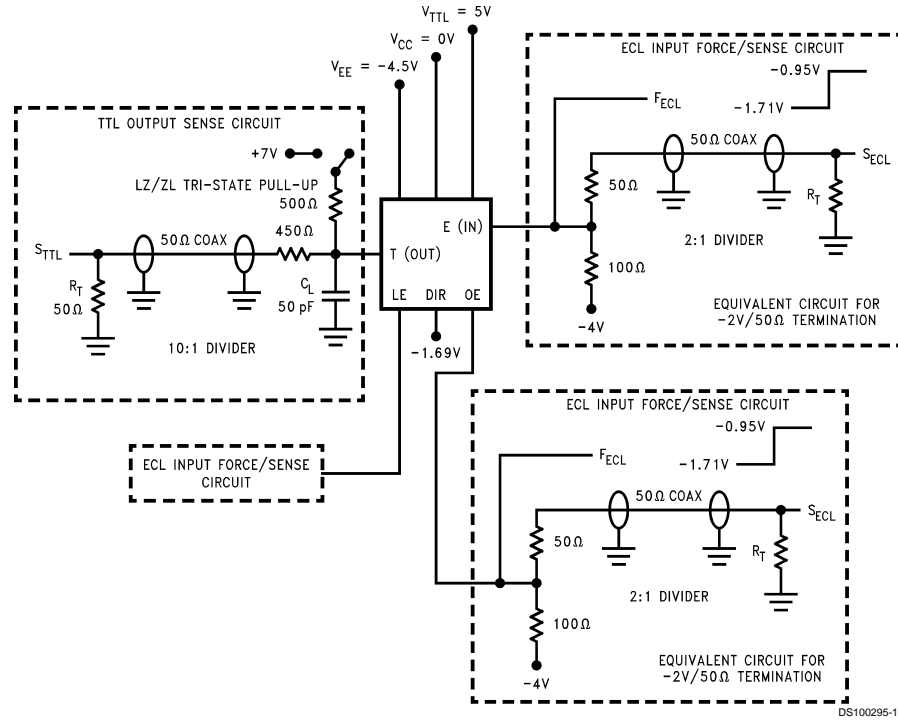 V_TTL = 5V
V_CC = 0V
V_EE = −4.5V
TTL OUTPUT SENSE CIRCUIT
+7V
LZ/ZL TRI-STATE PULL-UP
500Ω
450Ω
50Ω COAX
S_TTL
R_T
50Ω
C_L
50 pF
10:1 DIVIDER
T (OUT)
E (IN)
LE
DIR
OE
−1.69V
ECL INPUT FORCE/SENSE CIRCUIT
−0.95V
−1.71V
F_ECL
50Ω COAX
S_ECL
50Ω
R_T
2:1 DIVIDER
100Ω
−4V
EQUIVALENT CIRCUIT FOR
−2V/50Ω TERMINATION
ECL INPUT FORCE/SENSE
CIRCUIT
ECL INPUT FORCE/SENSE CIRCUIT
−0.95V
−1.71V
F_ECL
50Ω COAX
S_ECL
50Ω
R_T
2:1 DIVIDER
100Ω
−4V
EQUIVALENT CIRCUIT FOR
−2V/50Ω TERMINATION
DS100295-1